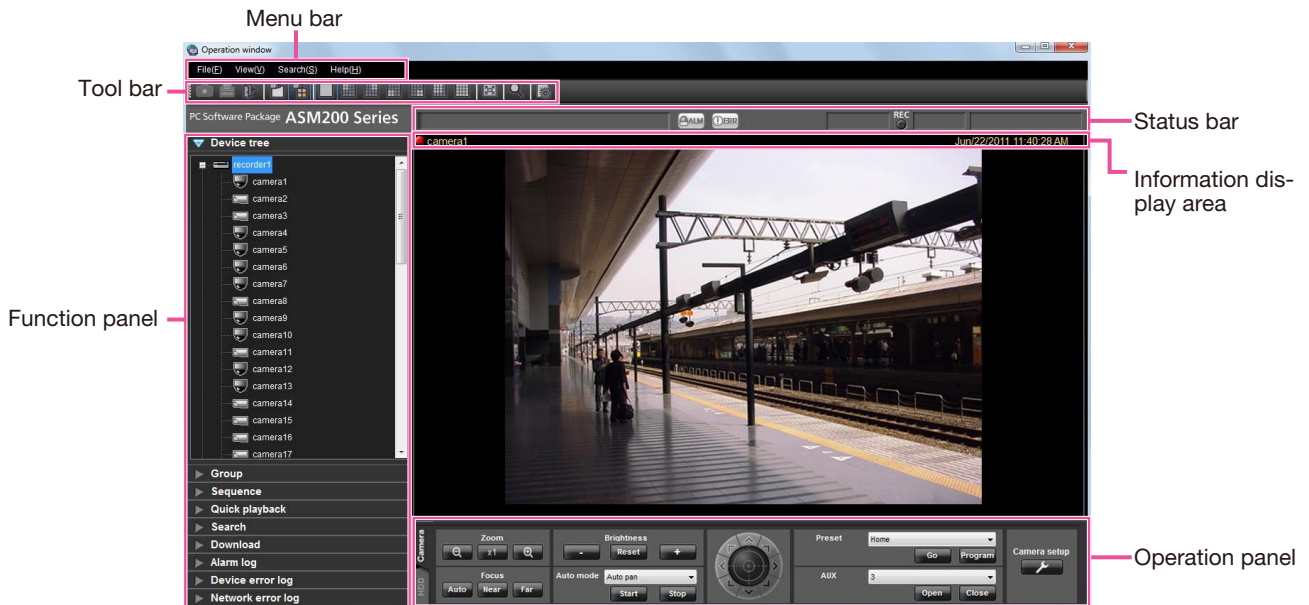 Menu bar
Operation window
File(F) View(V) Search(S) Help(H)
Tool bar
PC Software Package ASM200 Series
ALM ERR REC
Status bar
Device tree
camera1 Jun/22/2011 11:40:28 AM
Information dis-
play area
recorder1
camera1
camera2
camera3
camera4
camera5
camera6
camera7
camera8
camera9
camera10
camera11
camera12
camera13
camera14
camera15
camera16
camera17
Function panel
Group
Sequence
Quick playback
Search
Download
Alarm log
Device error log
Network error log
Camera
HDD
Zoom
x1
Focus
Auto Near Far
Brightness
- Reset +
Auto mode Auto pan
Start Stop
Preset Home
Go Program
AUX 3
Open Close
Camera setup
Operation panel